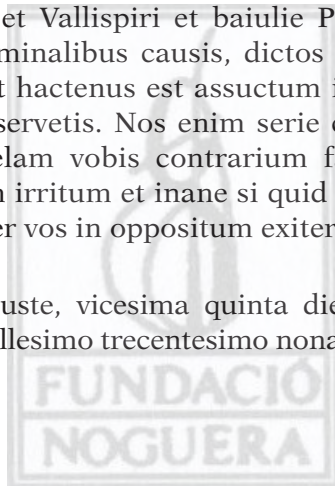 et Vallispiri et baiulie P
minalibus causis, dictos
t hactenus est assuctum i
servetis. Nos enim serie
elam vobis contrarium f
n irritum et inane si quid
er vos in oppositum exiter
uste, vicesima quinta die
llesimo trecentesimo nona
FUNDACIÓ
NOGUERA